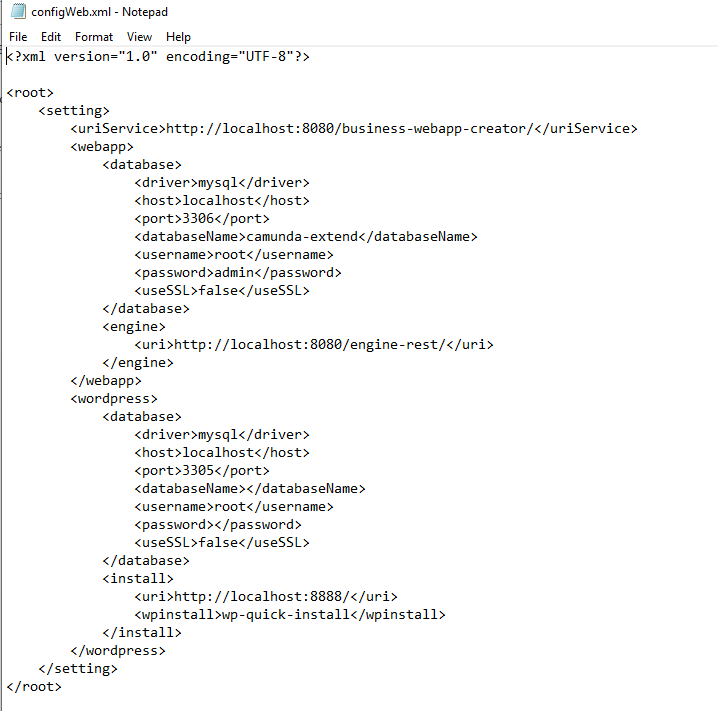 configWeb.xml - Notepad
File Edit Format View Help
<?xml version="1.0" encoding="UTF-8"?>
<root>
    <setting>
        <uriService>http://localhost:8080/business-webapp-creator/</uriService>
        <webapp>
            <database>
                <driver>mysql</driver>
                <host>localhost</host>
                <port>3306</port>
                <databaseName>camunda-extend</databaseName>
                <username>root</username>
                <password>admin</password>
                <useSSL>false</useSSL>
            </database>
            <engine>
                <uri>http://localhost:8080/engine-rest/</uri>
            </engine>
        </webapp>
        <wordpress>
            <database>
                <driver>mysql</driver>
                <host>localhost</host>
                <port>3305</port>
                <databaseName></databaseName>
                <username>root</username>
                <password></password>
                <useSSL>false</useSSL>
            </database>
            <install>
                <uri>http://localhost:8888/</uri>
                <wpinstall>wp-quick-install</wpinstall>
            </install>
        </wordpress>
    </setting>
</root>